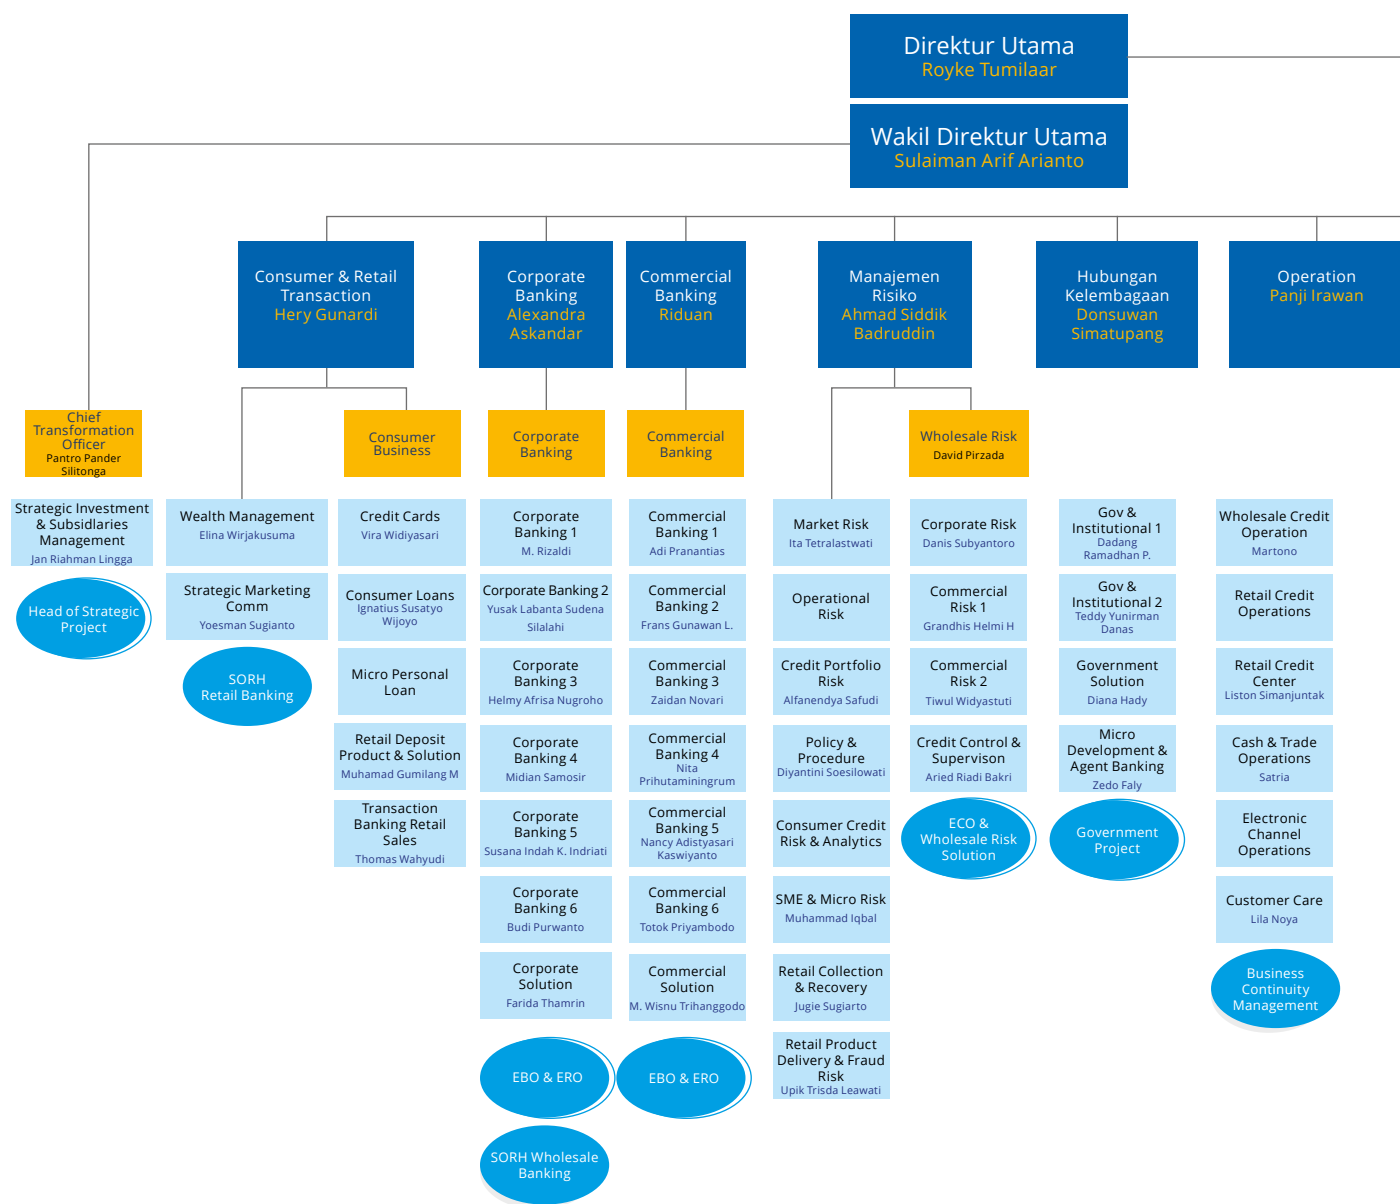 Direktur Utama
Royke Tumilaar
Wakil Direktur Utama
Sulaiman Arif Arianto
Consumer & Retail
Transaction
Hery Gunardi
Corporate
Banking
Alexandra
Askandar
Commercial
Banking
Riduan
Manajemen
Risiko
Ahmad Siddik
Badruddin
Hubungan
Kelembagaan
Donsuwan
Simatupang
Operation
Panji Irawan
Chief
Transformation
Officer
Pantro Pander
Silitonga
Consumer
Business
Corporate
Banking
Commercial
Banking
Wholesale Risk
David Pirzada
Strategic Investment
& Subsidlaries
Management
Jan Riahman Lingga
Head of Strategic
Project
Wealth Management
Elina Wirjakusuma
Strategic Marketing
Comm
Yoesman Sugianto
SORH
Retail Banking
Credit Cards
Vira Widiyasari
Consumer Loans
Ignatius Susatyo
Wijoyo
Micro Personal
Loan
Retail Deposit
Product & Solution
Muhamad Gumilang M
Transaction
Banking Retail
Sales
Thomas Wahyudi
Corporate
Banking 1
M. Rizaldi
Corporate Banking 2
Yusak Labanta Sudena
Silalahi
Corporate
Banking 3
Helmy Afrisa Nugroho
Corporate
Banking 4
Midian Samosir
Corporate
Banking 5
Susana Indah K. Indriati
Corporate
Banking 6
Budi Purwanto
Corporate
Solution
Farida Thamrin
EBO & ERO
SORH Wholesale
Banking
Commercial
Banking 1
Adi Pranantias
Commercial
Banking 2
Frans Gunawan L.
Commercial
Banking 3
Zaidan Novari
Commercial
Banking 4
Nita
Prihutaminingrum
Commercial
Banking 5
Nancy Adistyasari
Kaswiyanto
Commercial
Banking 6
Totok Priyambodo
Commercial
Solution
M. Wisnu Trihanggodo
EBO & ERO
Market Risk
Ita Tetralastwati
Operational
Risk
Credit Portfolio
Risk
Alfanendya Safudi
Policy &
Procedure
Diyantini Soesilowati
Consumer Credit
Risk & Analytics
SME & Micro Risk
Muhammad Iqbal
Retail Collection
& Recovery
Jugie Sugiarto
Retail Product
Delivery & Fraud
Risk
Upik Trisda Leawati
Corporate Risk
Danis Subyantoro
Commercial
Risk 1
Grandhis Helmi H
Commercial
Risk 2
Tiwul Widyastuti
Credit Control &
Supervison
Aried Riadi Bakri
ECO &
Wholesale Risk
Solution
Gov &
Institutional 1
Dadang
Ramadhan P.
Gov &
Institutional 2
Teddy Yunirman
Danas
Government
Solution
Diana Hady
Micro
Development &
Agent Banking
Zedo Faly
Government
Project
Wholesale Credit
Operation
Martono
Retail Credit
Operations
Retail Credit
Center
Liston Simanjuntak
Cash & Trade
Operations
Satria
Electronic
Channel
Operations
Customer Care
Lila Noya
Business
Continuity
Management